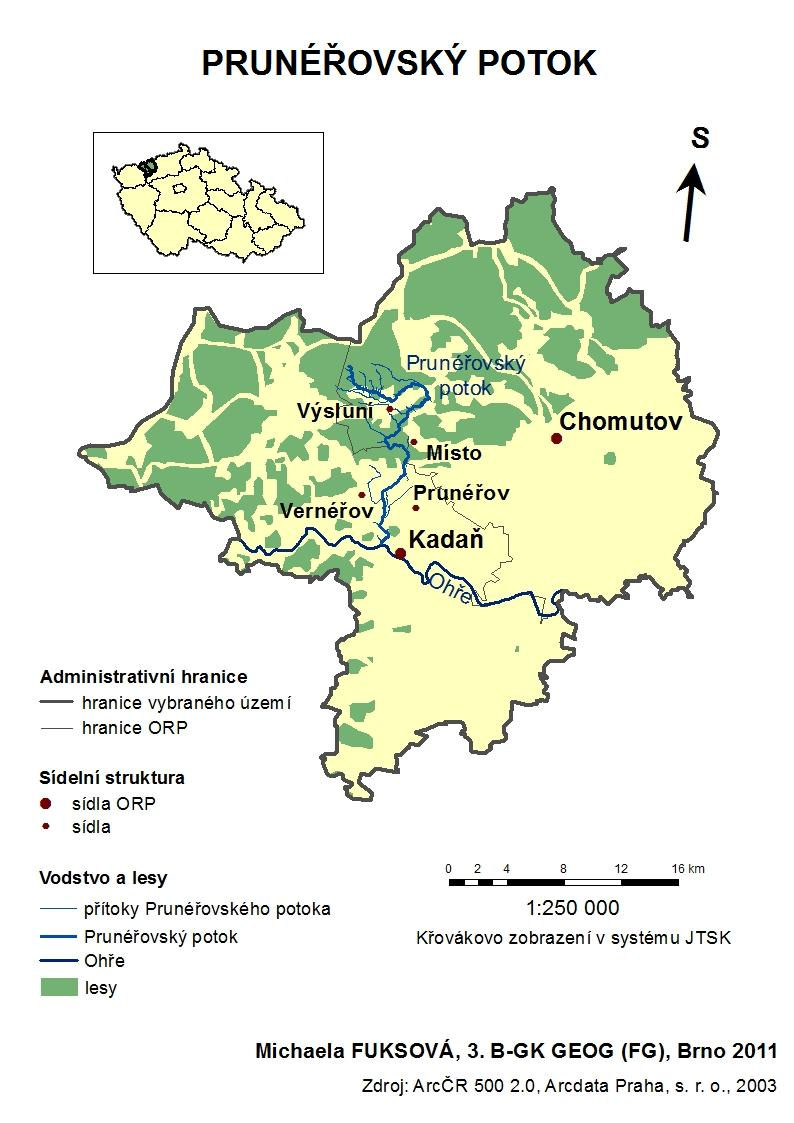 PRUNÉŘOVSKÝ POTOK
S
Prunéřovský
potok
Výsluní
Chomutov
Místo
Prunéřov
Vernéřov
Kadaň
Ohře
Administrativní hranice
hranice vybraného území
hranice ORP
Sídelní struktura
sídla ORP
sídla
Vodstvo a lesy
přítoky Prunéřovského potoka
Prunéřovský potok
Ohře
lesy
0 2 4 8 12 16 km
1:250 000
Křovákovo zobrazení v systému JTSK
Michaela FUKSOVÁ, 3. B-GK GEOG (FG), Brno 2011
Zdroj: ArcČR 500 2.0, Arcdata Praha, s. r. o., 2003